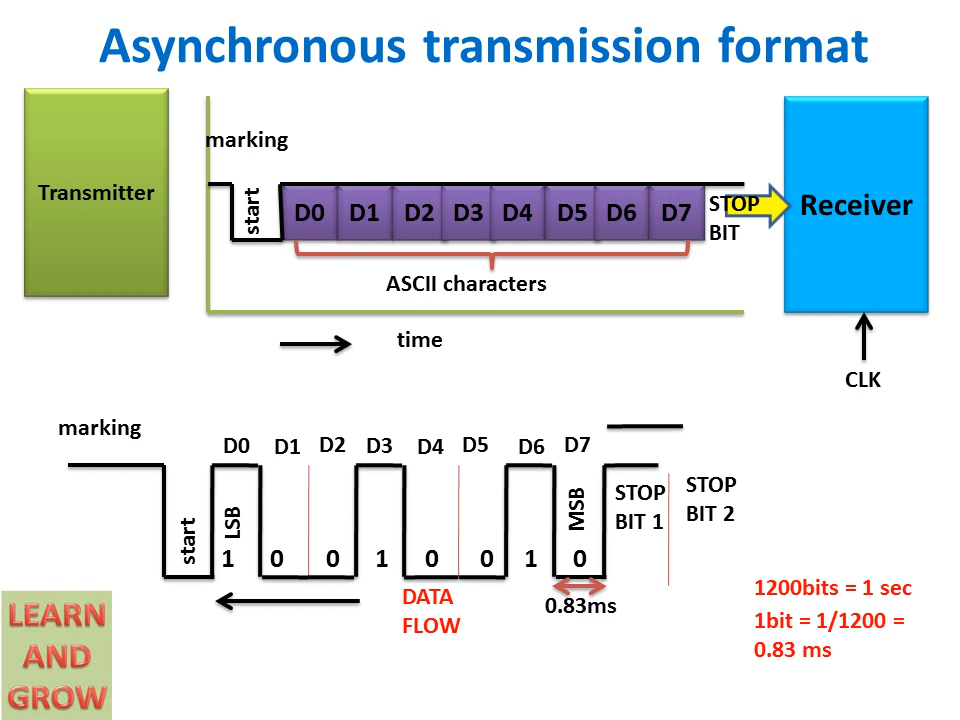 Asynchronous transmission format
marking
Transmitter
start
D0 D1 D2 D3 D4 D5 D6 D7
STOP
BIT
Receiver
ASCII characters
time
CLK
marking
D0 D1 D2 D3 D4 D5 D6 D7
start
LSB
MSB
STOP
BIT 1
STOP
BIT 2
1 0 0 1 0 0 1 0
DATA
FLOW
0.83ms
1200bits = 1 sec
1bit = 1/1200 =
0.83 ms
LEARN
AND
GROW